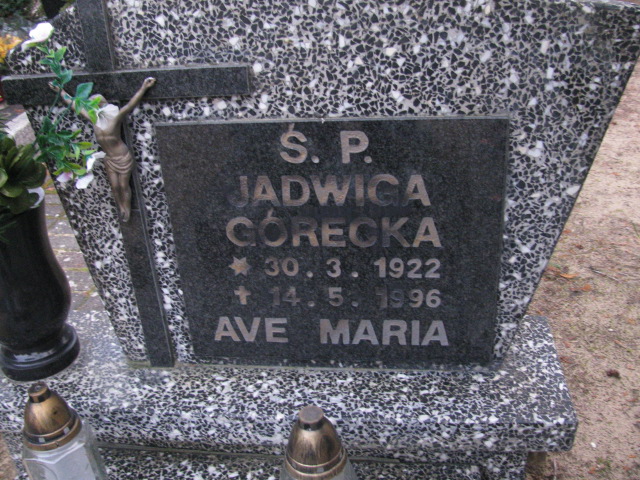 Ś. P.
JADWIGA
GÓRECKA
* 30. 3. 1922
✝ 14. 5. 1996
AVE MARIA